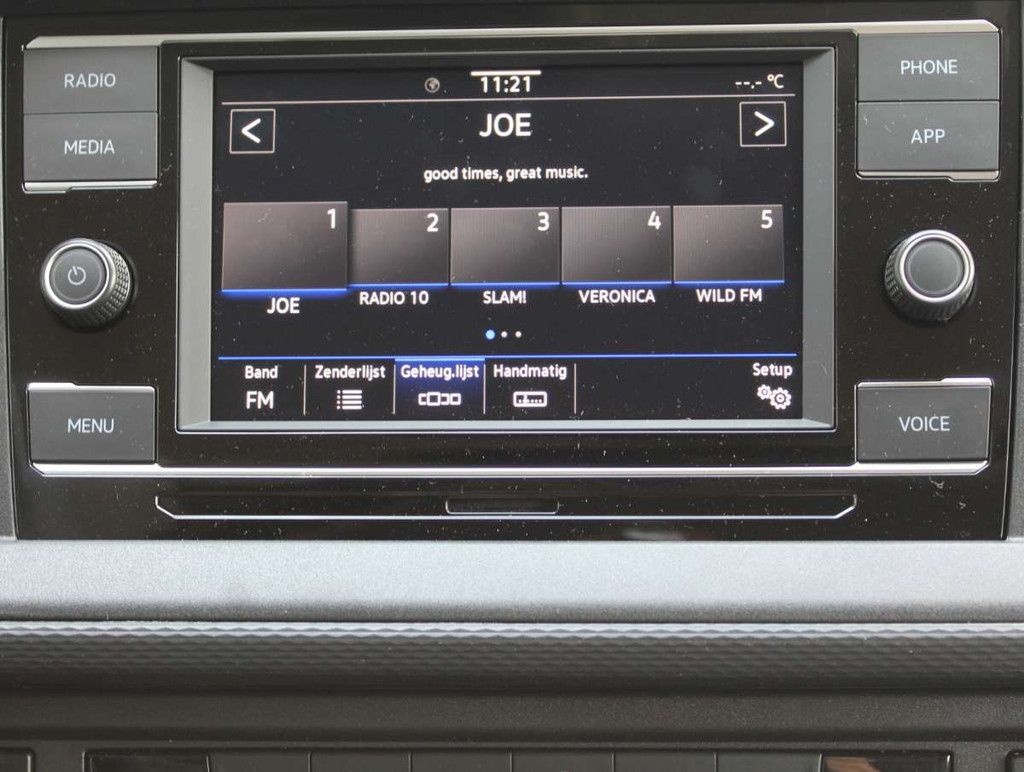 RADIO
MEDIA
MENU
11:21
--.- °C
<
JOE
>
good times, great music.
1
2
3
4
5
JOE
RADIO 10
SLAM!
VERONICA
WILD FM
Band
FM
Zenderlijst
Geheug.lijst
Handmatig
Setup
PHONE
APP
VOICE